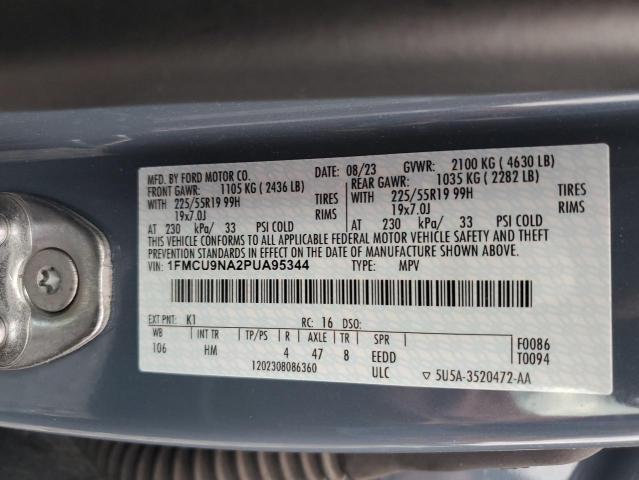 MFD. BY FORD MOTOR CO. DATE: 08/23 GVWR: 2100 KG ( 4630 LB)
FRONT GAWR: 1105 KG ( 2436 LB) REAR GAWR: 1035 KG ( 2282 LB)
WITH 225/55R19 99H TIRES WITH 225/55R19 99H TIRES
19x7.0J RIMS 19x7.0J RIMS
AT 230 kPa/ 33 PSI COLD AT 230 kPa/ 33 PSI COLD
THIS VEHICLE CONFORMS TO ALL APPLICABLE FEDERAL MOTOR VEHICLE SAFETY AND THEFT
PREVENTION STANDARDS IN EFFECT ON THE DATE OF MANUFACTURE SHOWN ABOVE.
VIN: 1FMCU9NA2PUA95344 TYPE: MPV
EXT PNT: K1 RC: 16 DSO:
WB INT TR TP/PS R AXLE TR SPR F0086
106 HM 4 47 8 EEDD T0094
1202308086360 ULC ▽ 5U5A-3520472-AA